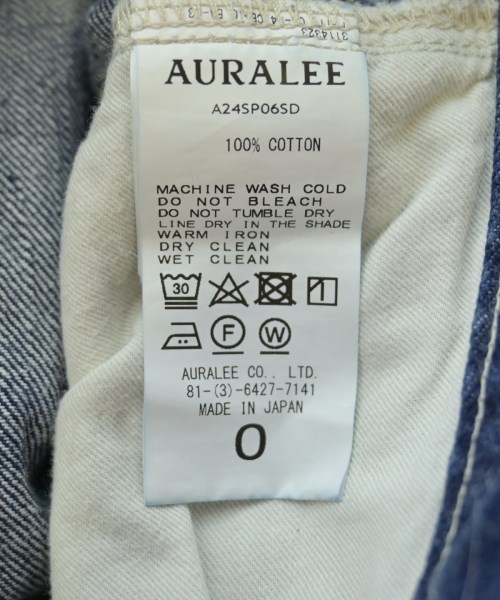 3114323
AURALEE
A24SP06SD
100% COTTON
MACHINE WASH COLD
DO NOT BLEACH
DO NOT TUMBLE DRY
LINE DRY IN THE SHADE
WARM IRON
DRY CLEAN
WET CLEAN
30
F
W
AURALEE CO., LTD.
81-(3)-6427-7141
MADE IN JAPAN
0